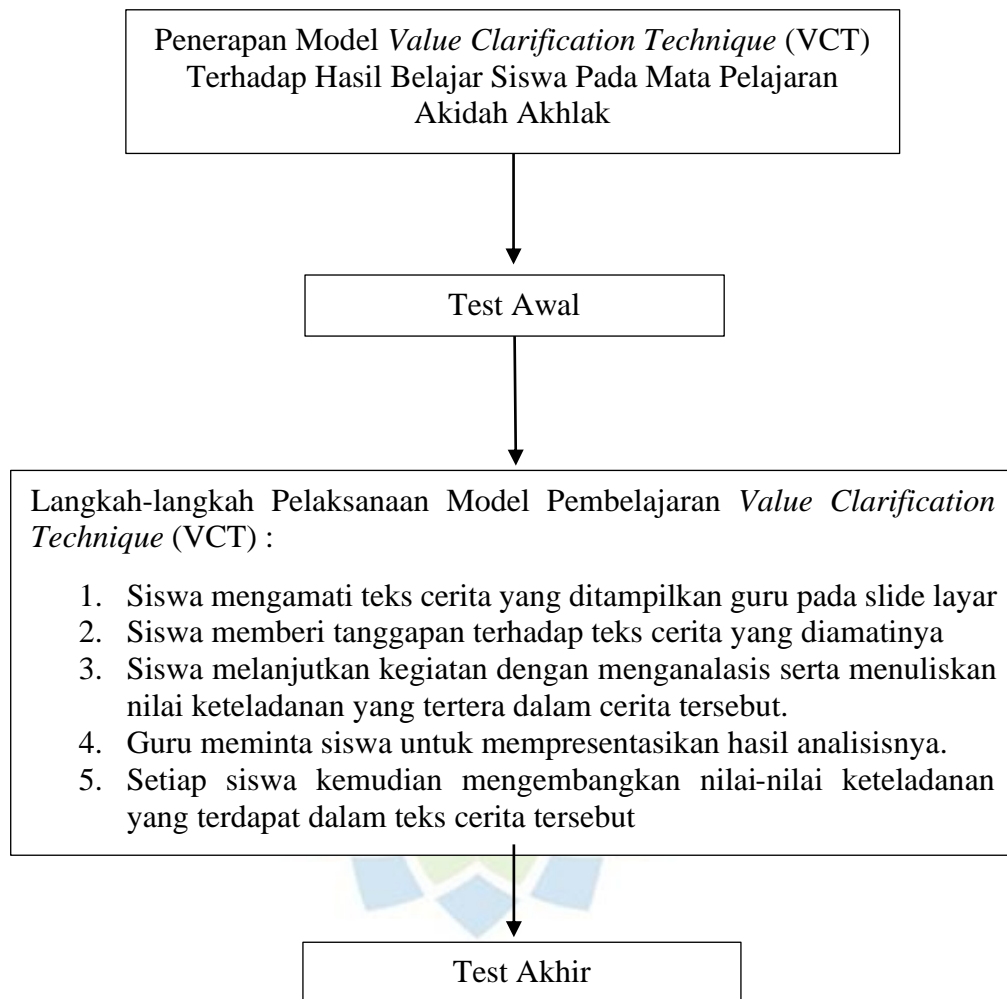 Penerapan Model Value Clarification Technique (VCT)
Terhadap Hasil Belajar Siswa Pada Mata Pelajaran
Akidah Akhlak
Test Awal
Langkah-langkah Pelaksanaan Model Pembelajaran Value Clarification
Technique (VCT) :
1. Siswa mengamati teks cerita yang ditampilkan guru pada slide layar
2. Siswa memberi tanggapan terhadap teks cerita yang diamatinya
3. Siswa melanjutkan kegiatan dengan menganalasis serta menuliskan
nilai keteladanan yang tertera dalam cerita tersebut.
4. Guru meminta siswa untuk mempresentasikan hasil analisisnya.
5. Setiap siswa kemudian mengembangkan nilai-nilai keteladanan
yang terdapat dalam teks cerita tersebut
Test Akhir